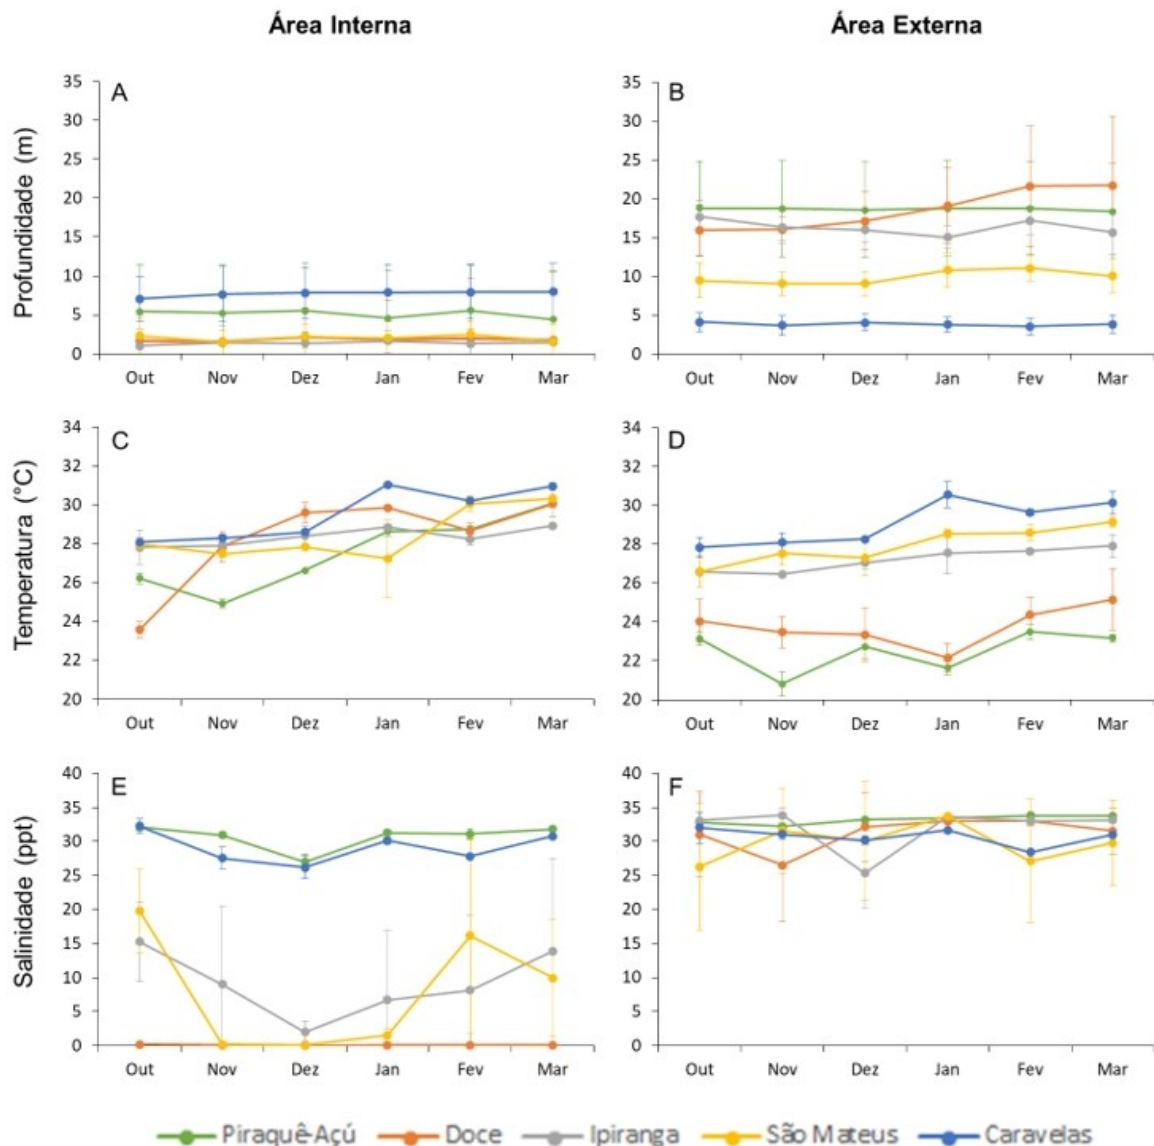 Área Interna
Área Externa
Profundidade (m)
A
35
30
25
20
15
10
5
0
Out Nov Dez Jan Fev Mar
B
35
30
25
20
15
10
5
0
Out Nov Dez Jan Fev Mar
Temperatura (°C)
C
34
32
30
28
26
24
22
20
Out Nov Dez Jan Fev Mar
D
34
32
30
28
26
24
22
20
Out Nov Dez Jan Fev Mar
Salinidade (ppt)
E
40
35
30
25
20
15
10
5
0
Out Nov Dez Jan Fev Mar
F
40
35
30
25
20
15
10
5
0
Out Nov Dez Jan Fev Mar
Piraquê-Açú Doce Ipiranga São Mateus Caravelas